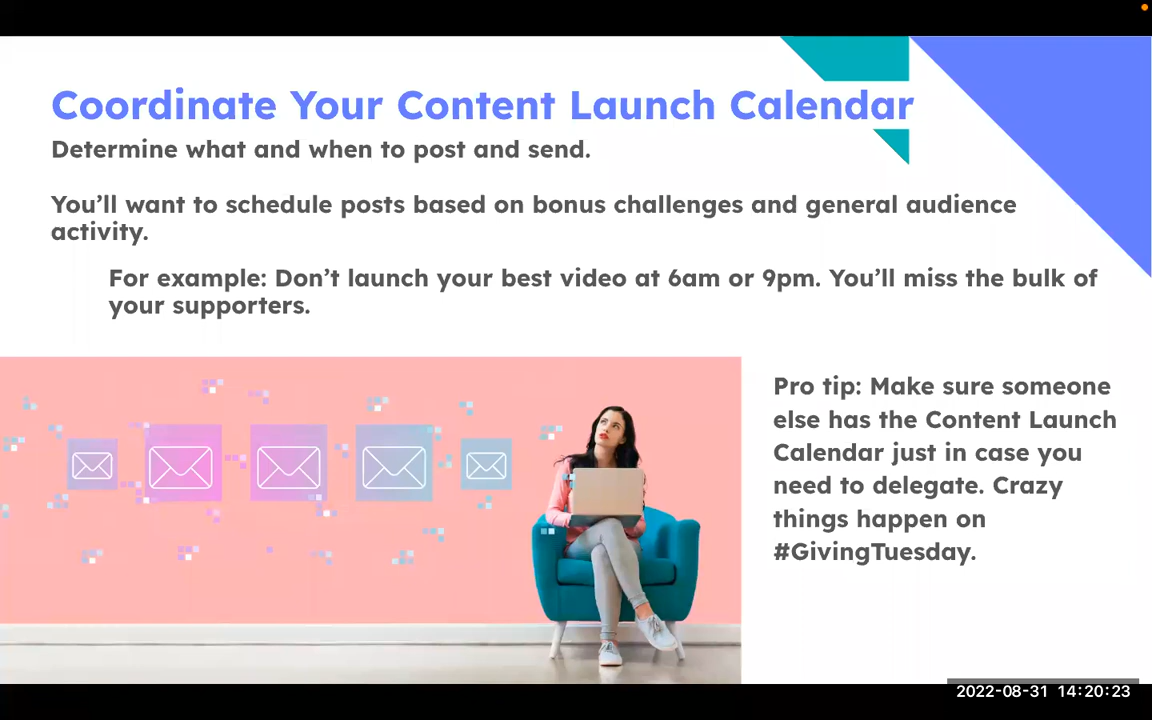 Coordinate Your Content Launch Calendar
Determine what and when to post and send.
You’ll want to schedule posts based on bonus challenges and general audience
activity.
For example: Don’t launch your best video at 6am or 9pm. You’ll miss the bulk of
your supporters.
Pro tip: Make sure someone
else has the Content Launch
Calendar just in case you
need to delegate. Crazy
things happen on
#GivingTuesday.
2022-08-31 14:20:23